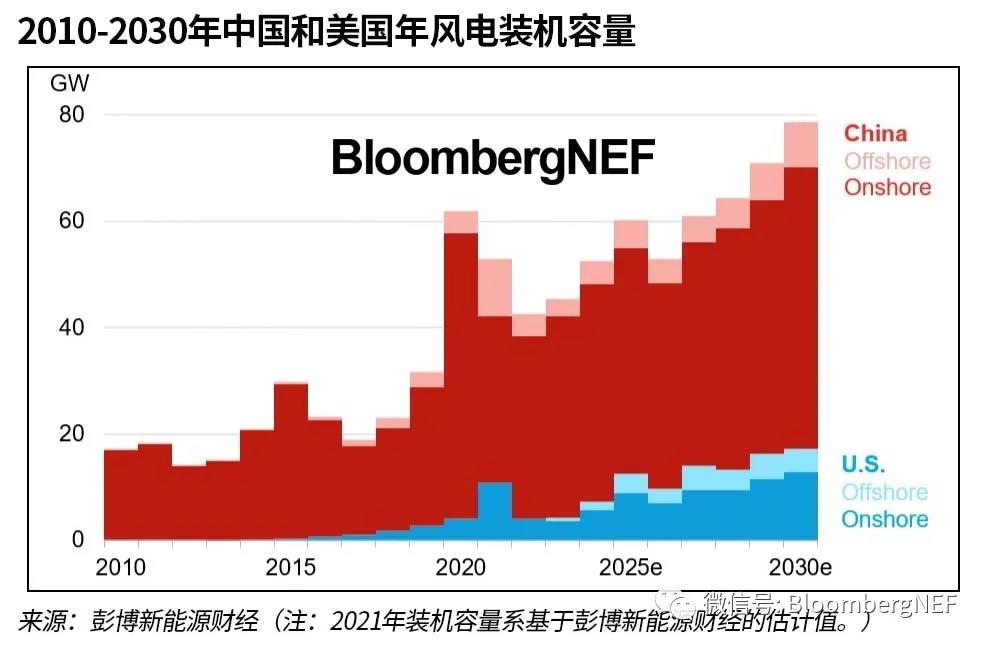 2010-2030年中国和美国年风电装机容量
GW
80
BloombergNEF
China
Offshore
Onshore
60
40
20
U.S.
Offshore
Onshore
0
2010 2015 2020 2025e 2030e
微信号: BloombergNEF
来源：彭博新能源财经（注：2021年装机容量系基于彭博新能源财经的估计值。）